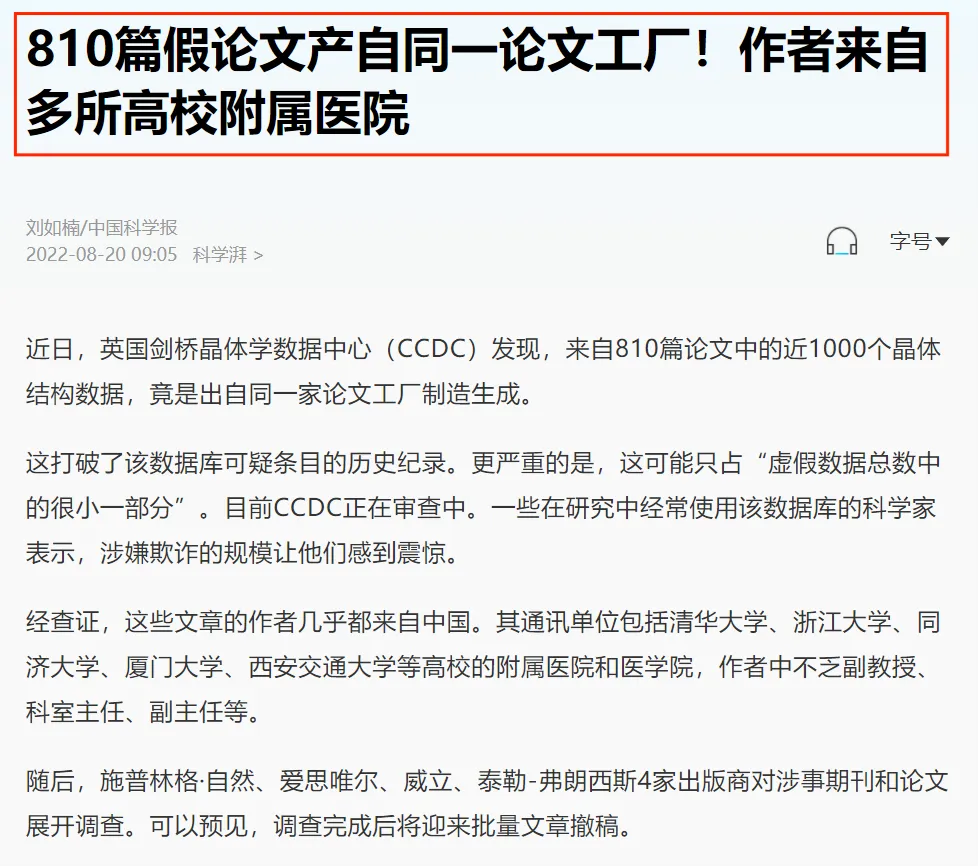 810篇假论文产自同一论文工厂！作者来自
多所高校附属医院
刘如楠/中国科学报
2022-08-20 09:05 科学湃 >
字号
近日，英国剑桥晶体学数据中心（CCDC）发现，来自810篇论文中的近1000个晶体
结构数据，竟是出自同一家论文工厂制造生成。
这打破了该数据库可疑条目的历史纪录。更严重的是，这可能只占“虚假数据总数中
的很小一部分”。目前CCDC正在审查中。一些在研究中经常使用该数据库的科学家
表示，涉嫌欺诈的规模让他们感到震惊。
经查证，这些文章的作者几乎都来自中国。其通讯单位包括清华大学、浙江大学、同
济大学、厦门大学、西安交通大学等高校的附属医院和医学院，作者中不乏副教授、
科室主任、副主任等。
随后，施普林格·自然、爱思唯尔、威立、泰勒-弗朗西斯4家出版商对涉事期刊和论文
展开调查。可以预见，调查完成后将迎来批量文章撤稿。